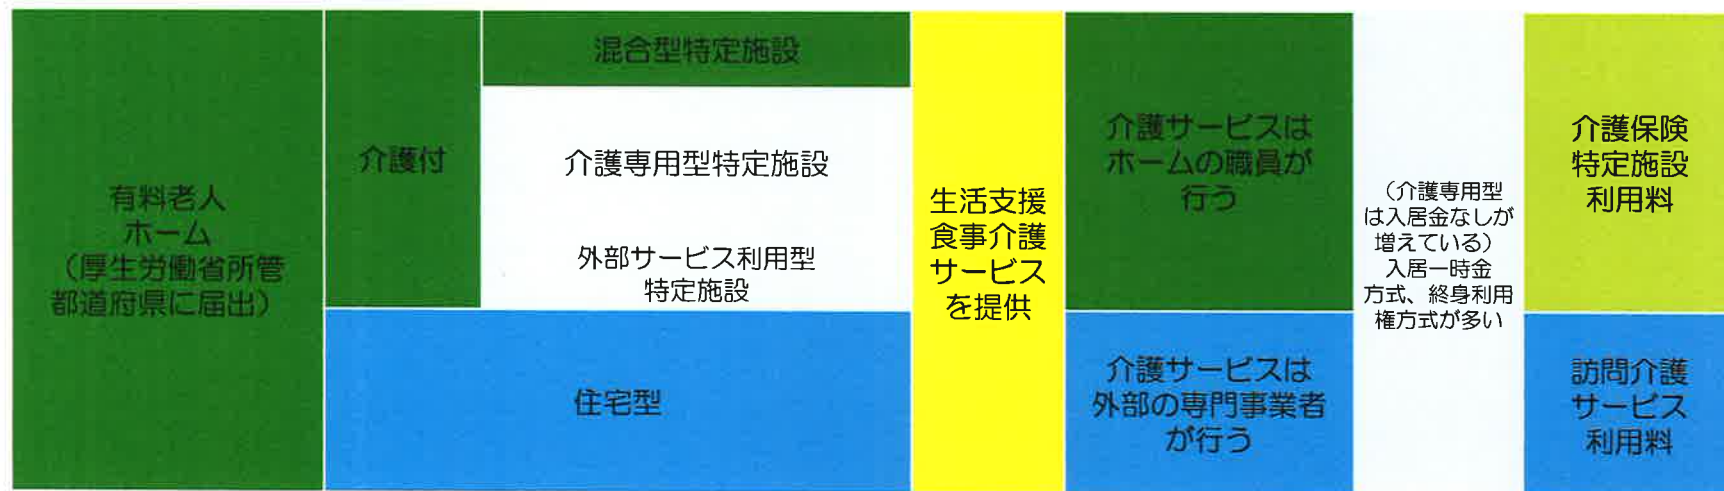 有料老人
ホーム
（厚生労働省所管
都道府県に届出）
介護付
混合型特定施設
介護専用型特定施設
外部サービス利用型
特定施設
住宅型
生活支援
食事介護
サービス
を提供
介護サービスは
ホームの職員が
行う
介護サービスは
外部の専門事業者
が行う
（介護専用型
は入居金なしが
増えている）
入居一時金
方式、終身利用
権方式が多い
介護保険
特定施設
利用料
訪問介護
サービス
利用料